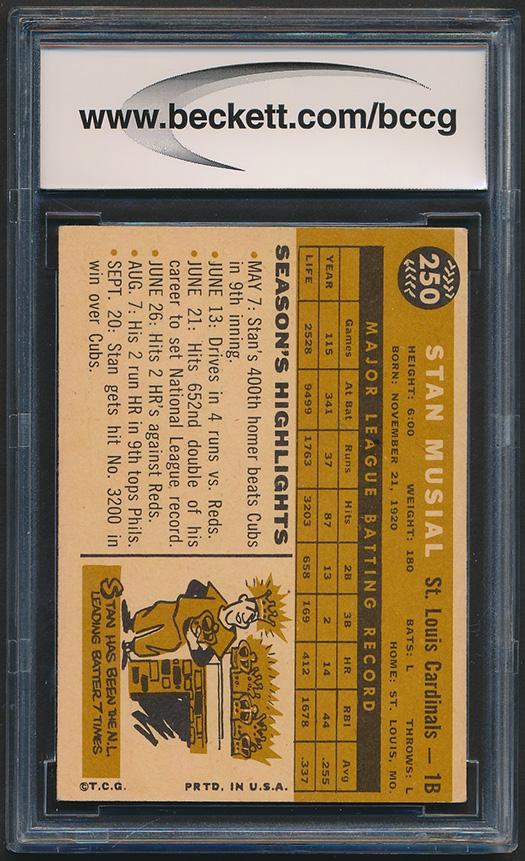 www.beckett.com/bccg
250
STAN MUSIAL St. Louis Cardinals — 1B
HEIGHT: 6:00 WEIGHT: 180 BATS: L THROWS: L
BORN: NOVEMBER 21, 1920 HOME: ST. LOUIS, MO.
MAJOR LEAGUE BATTING RECORD
Games At Bat Runs Hits 2B 3B HR RBI Avg
YEAR 115 341 37 87 13 2 14 44 .255
LIFE 2528 9499 1763 3203 658 169 412 1678 .337
SEASON'S HIGHLIGHTS
• MAY 7: Stan's 400th homer beats Cubs
in 9th inning.
• JUNE 13: Drives in 4 runs vs. Reds.
• JUNE 21: Hits 652nd double of his
career to set National League record.
• JUNE 26: Hits 2 HR's against Reds.
• AUG. 7: His 2 run HR in 9th tops Phils.
• SEPT. 20: Stan gets hit No. 3200 in
win over Cubs.
STAN HAS BEEN THE N.L.
LEADING BATTER 7 TIMES
©T.C.G. PRTD. IN U.S.A.